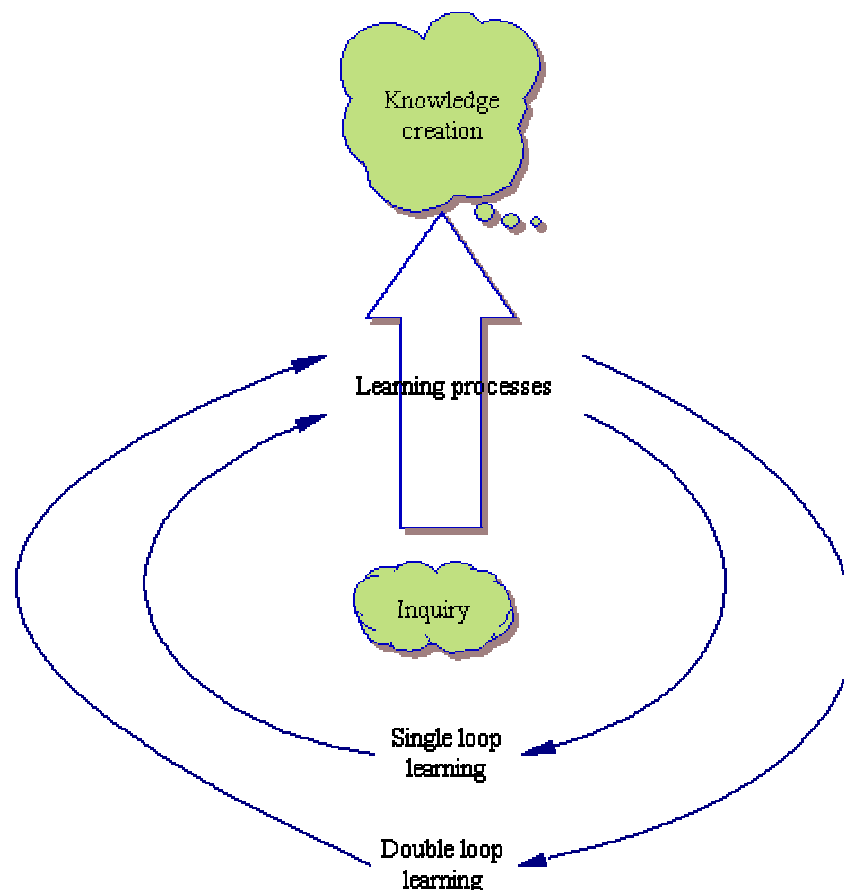 Knowledge
creation
Learning processes
Inquiry
Single loop
learning
Double loop
learning